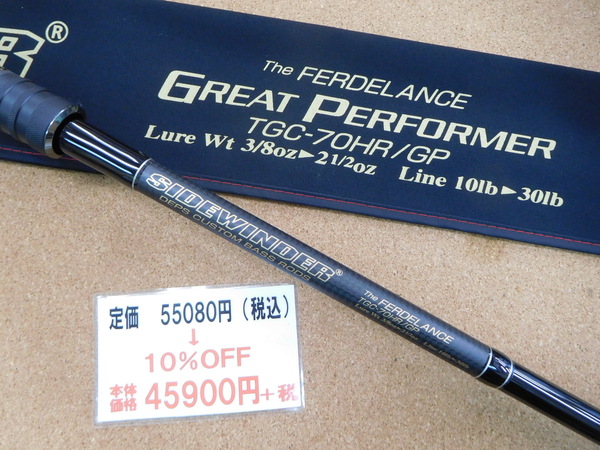 ®
The FERDELANCE
GREAT PERFORMER
TGC-70HR/GP
Lure Wt 3/8oz►2 1/2oz Line 10lb►30lb
SIDEWINDER®
DEPS CUSTOM BASS RODS
The FERDELANCE
TGC-70HR/GP
Lure Wt
定価 55080円(税込)
↓
10%OFF
本体価格 45900円+税